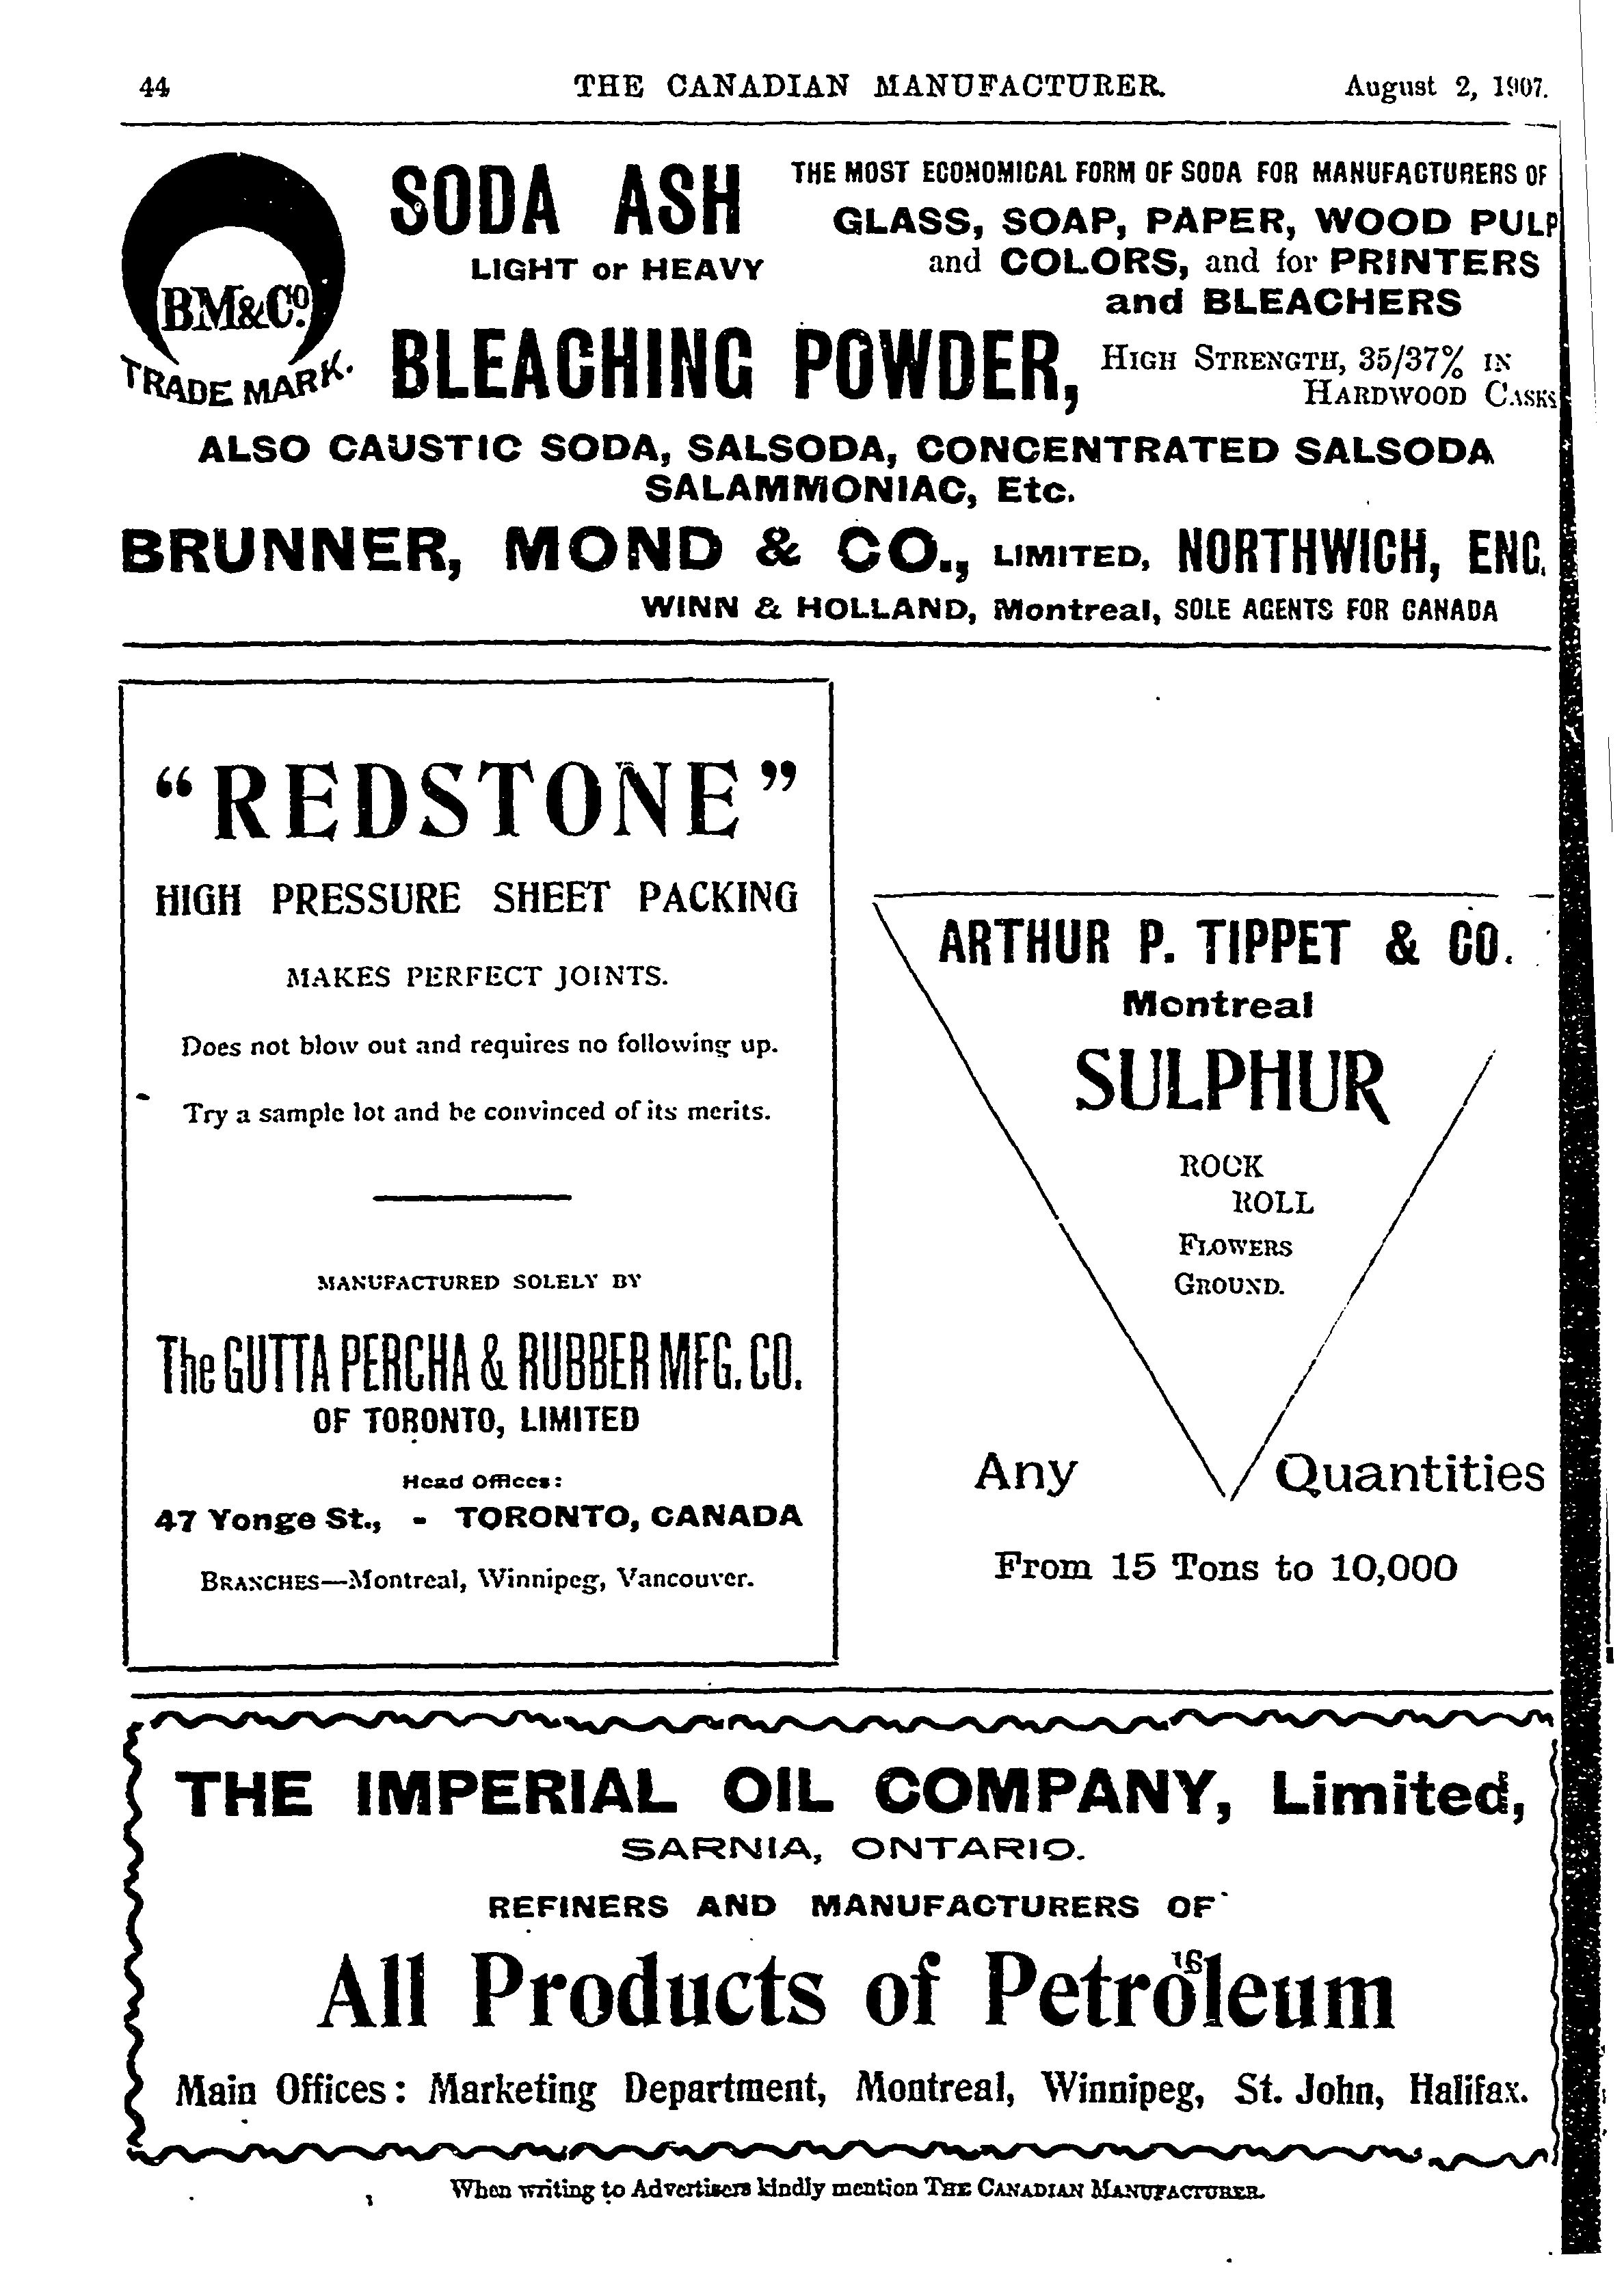 44 THE CANADIAN MANUFACTURER. August 2, 1907.
BM&Co.
TRADE MARK.
SODA ASH
LIGHT or HEAVY
THE MOST ECONOMICAL FORM OF SODA FOR MANUFACTURERS OF
GLASS, SOAP, PAPER, WOOD PULP
and COLORS, and for PRINTERS
and BLEACHERS
BLEACHING POWDER, HIGH STRENGTH, 35/37% IN
HARDWOOD CASKS
ALSO CAUSTIC SODA, SALSODA, CONCENTRATED SALSODA
SALAMMONIAC, Etc.
BRUNNER, MOND & CO., LIMITED, NORTHWICH, ENG.
WINN & HOLLAND, Montreal, SOLE AGENTS FOR CANADA
“REDSTONE”
HIGH PRESSURE SHEET PACKING
MAKES PERFECT JOINTS.
Does not blow out and requires no following up.
Try a sample lot and be convinced of its merits.
MANUFACTURED SOLELY BY
The GUTTA PERCHA & RUBBER MFG. CO.
OF TORONTO, LIMITED
Head Offices:
47 Yonge St., - TORONTO, CANADA
BRANCHES—Montreal, Winnipeg, Vancouver.
ARTHUR P. TIPPET & CO.
Montreal
SULPHUR
ROCK
ROLL
FLOWERS
GROUND.
Any Quantities
From 15 Tons to 10,000
THE IMPERIAL OIL COMPANY, Limited,
SARNIA, ONTARIO.
REFINERS AND MANUFACTURERS OF
All Products of Petroleum
Main Offices: Marketing Department, Montreal, Winnipeg, St. John, Halifax.
When writing to Advertisers kindly mention THE CANADIAN MANUFACTURER.